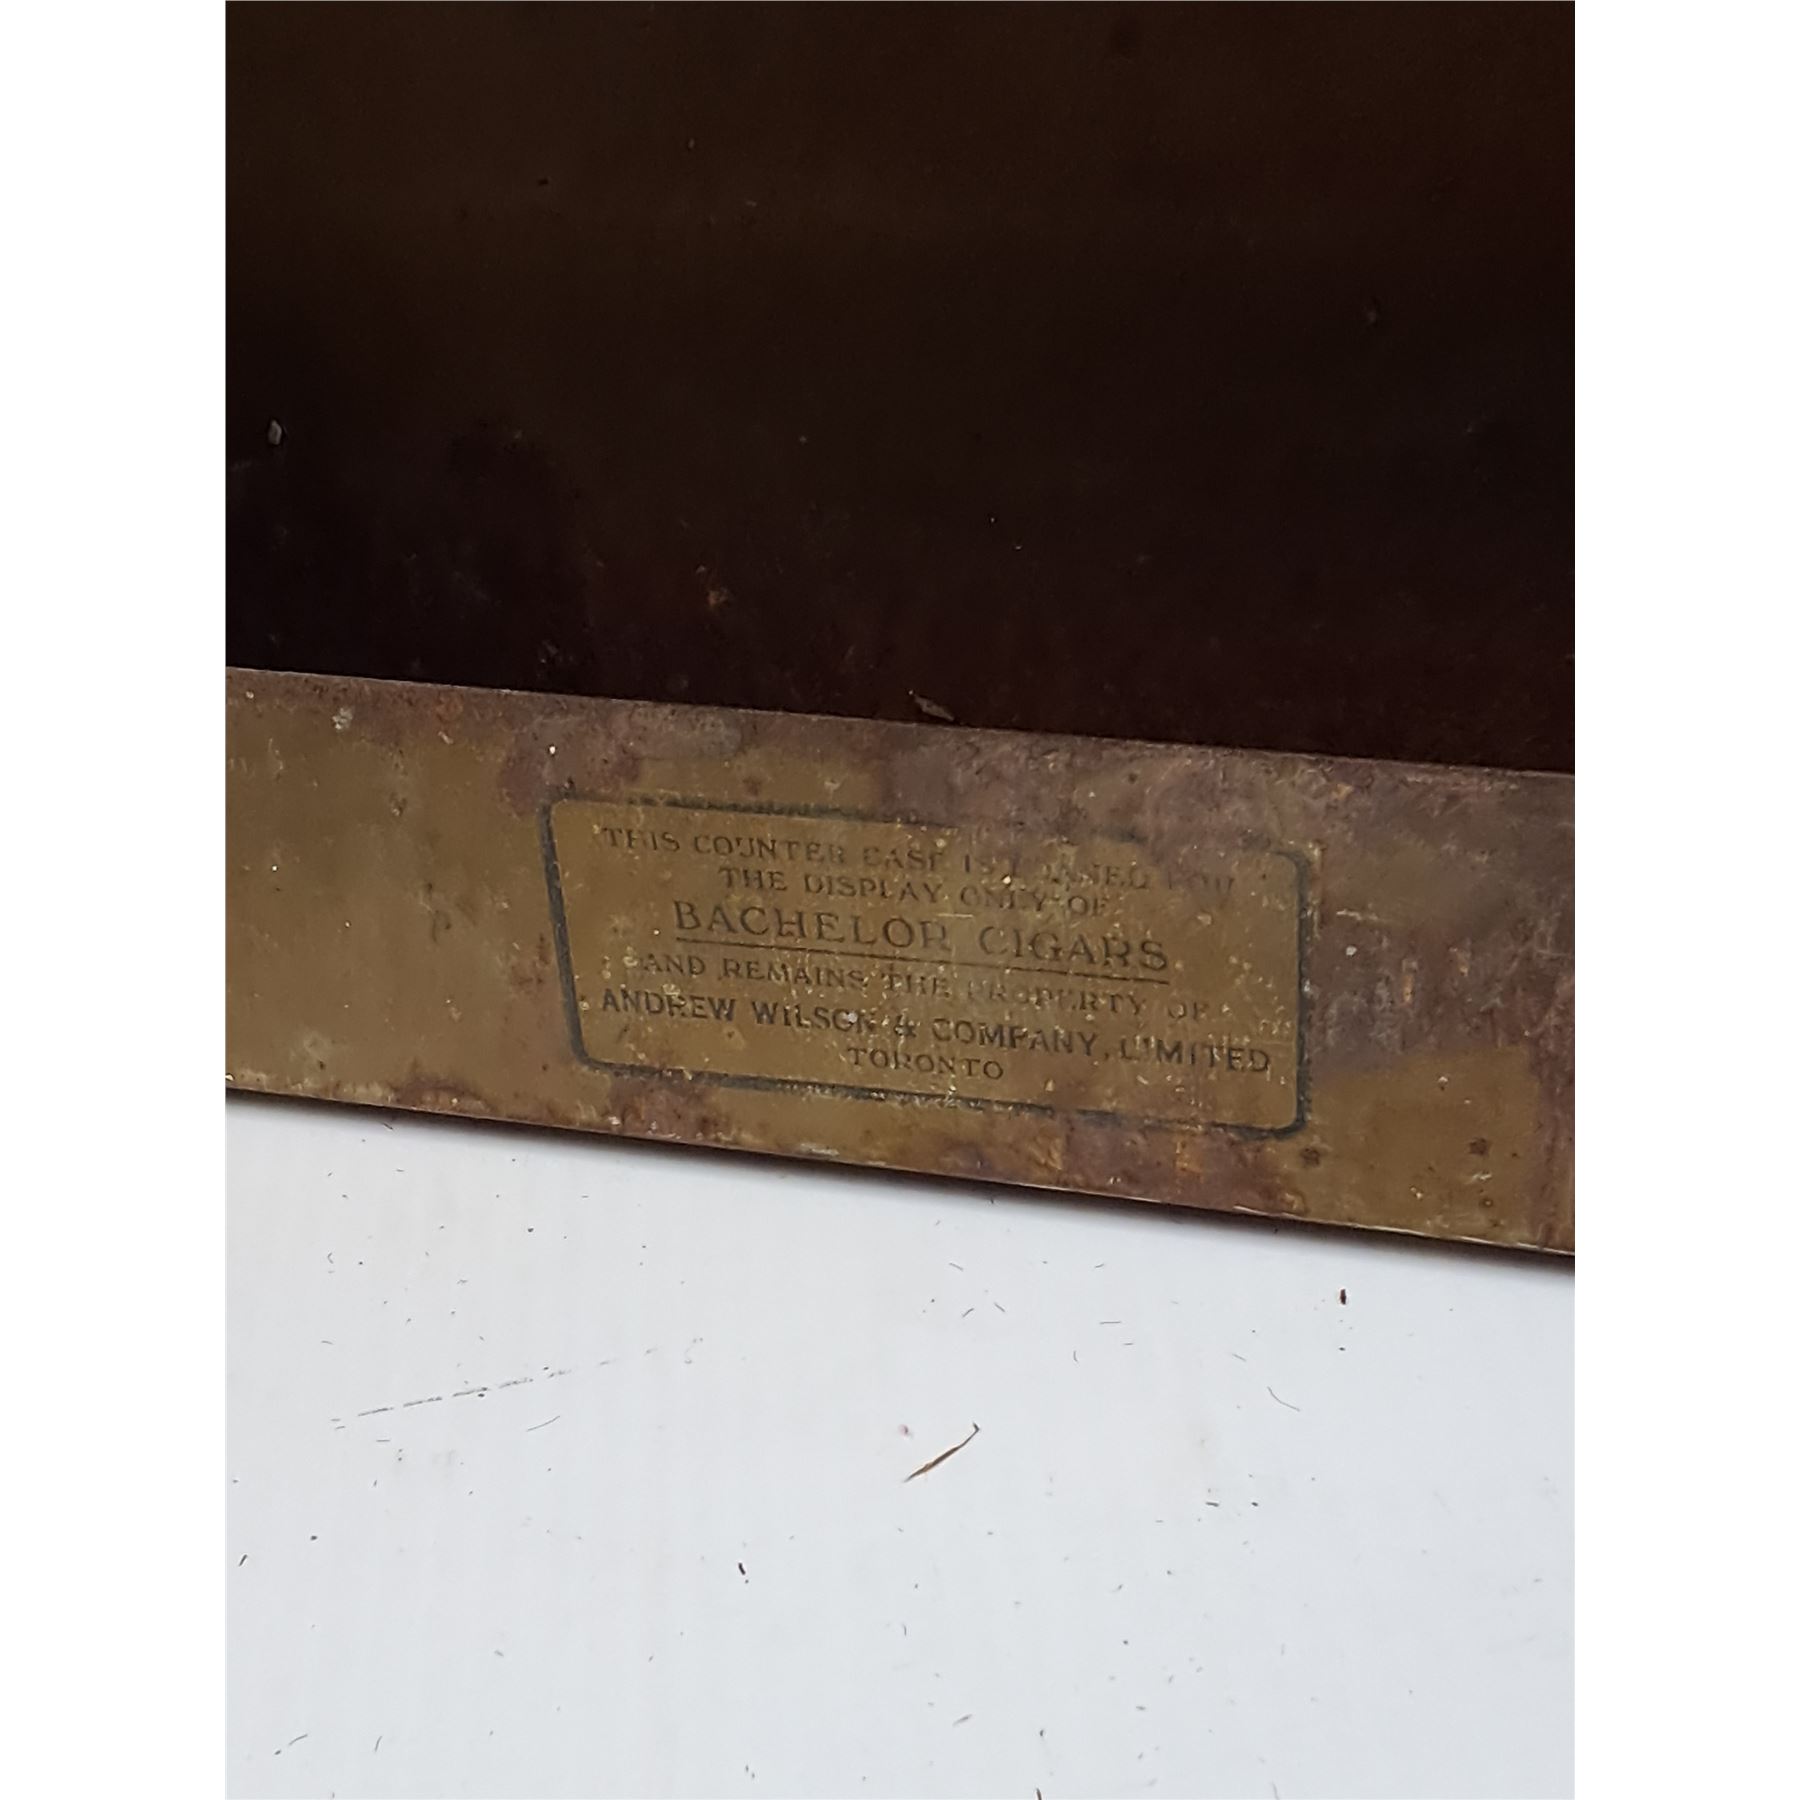 THIS COUNTER CASE IS LOANED FOR
THE DISPLAY ONLY OF
BACHELOR CIGARS
AND REMAINS THE PROPERTY OF
ANDREW WILSON & COMPANY, LIMITED
TORONTO